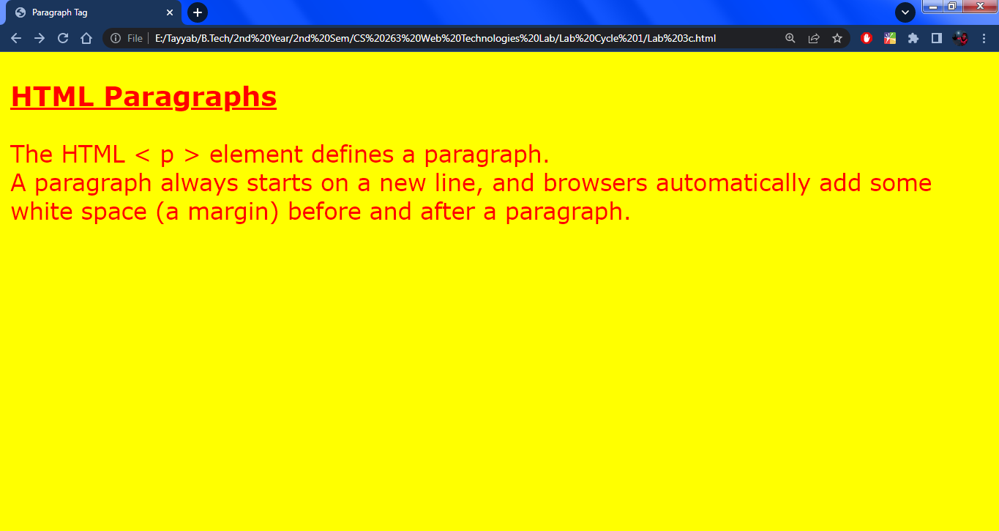 Paragraph Tag
File
E:/Tayyab/B.Tech/2nd%20Year/2nd%20Sem/CS%20263%20Web%20Technologies%20Lab/Lab%20Cycle%201/Lab%203c.html
HTML Paragraphs
The HTML < p > element defines a paragraph.
A paragraph always starts on a new line, and browsers automatically add some
white space (a margin) before and after a paragraph.